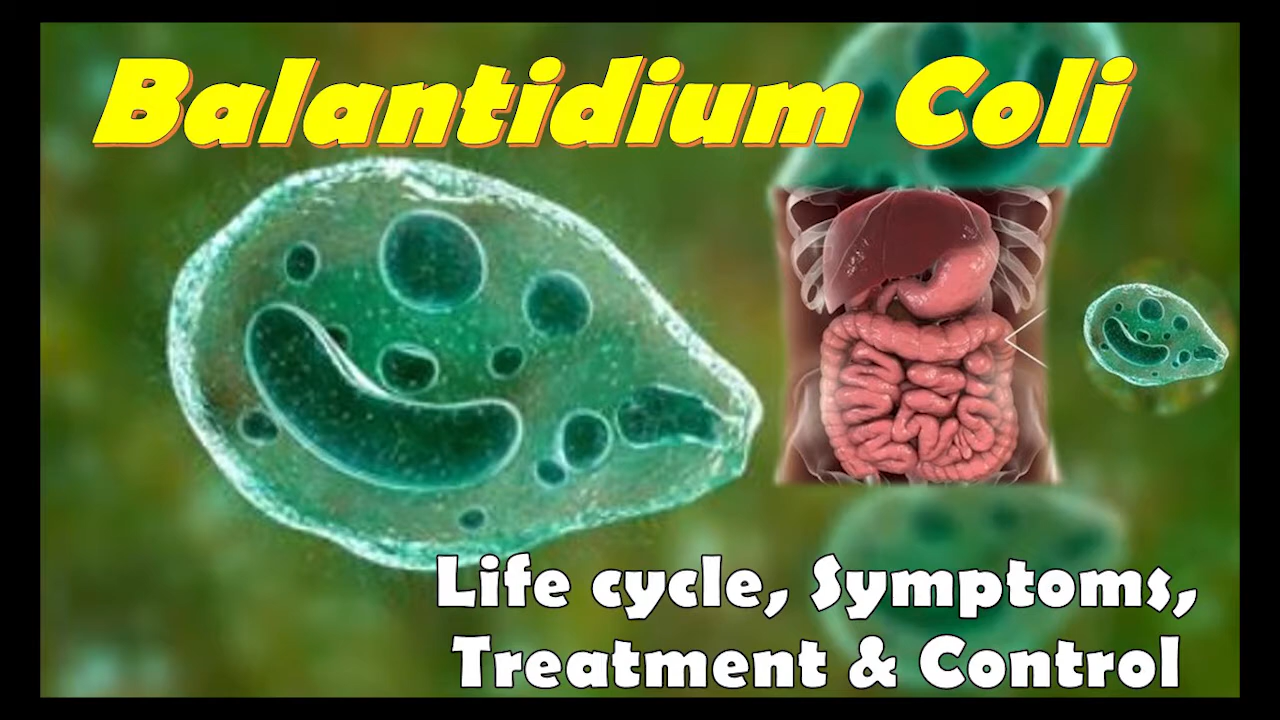 Balantidium Coli
Life cycle, Symptoms,
Treatment & Control